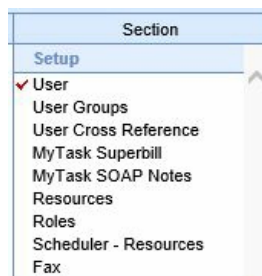 Section
Setup
User
User Groups
User Cross Reference
MyTask Superbill
MyTask SOAP Notes
Resources
Roles
Scheduler - Resources
Fax